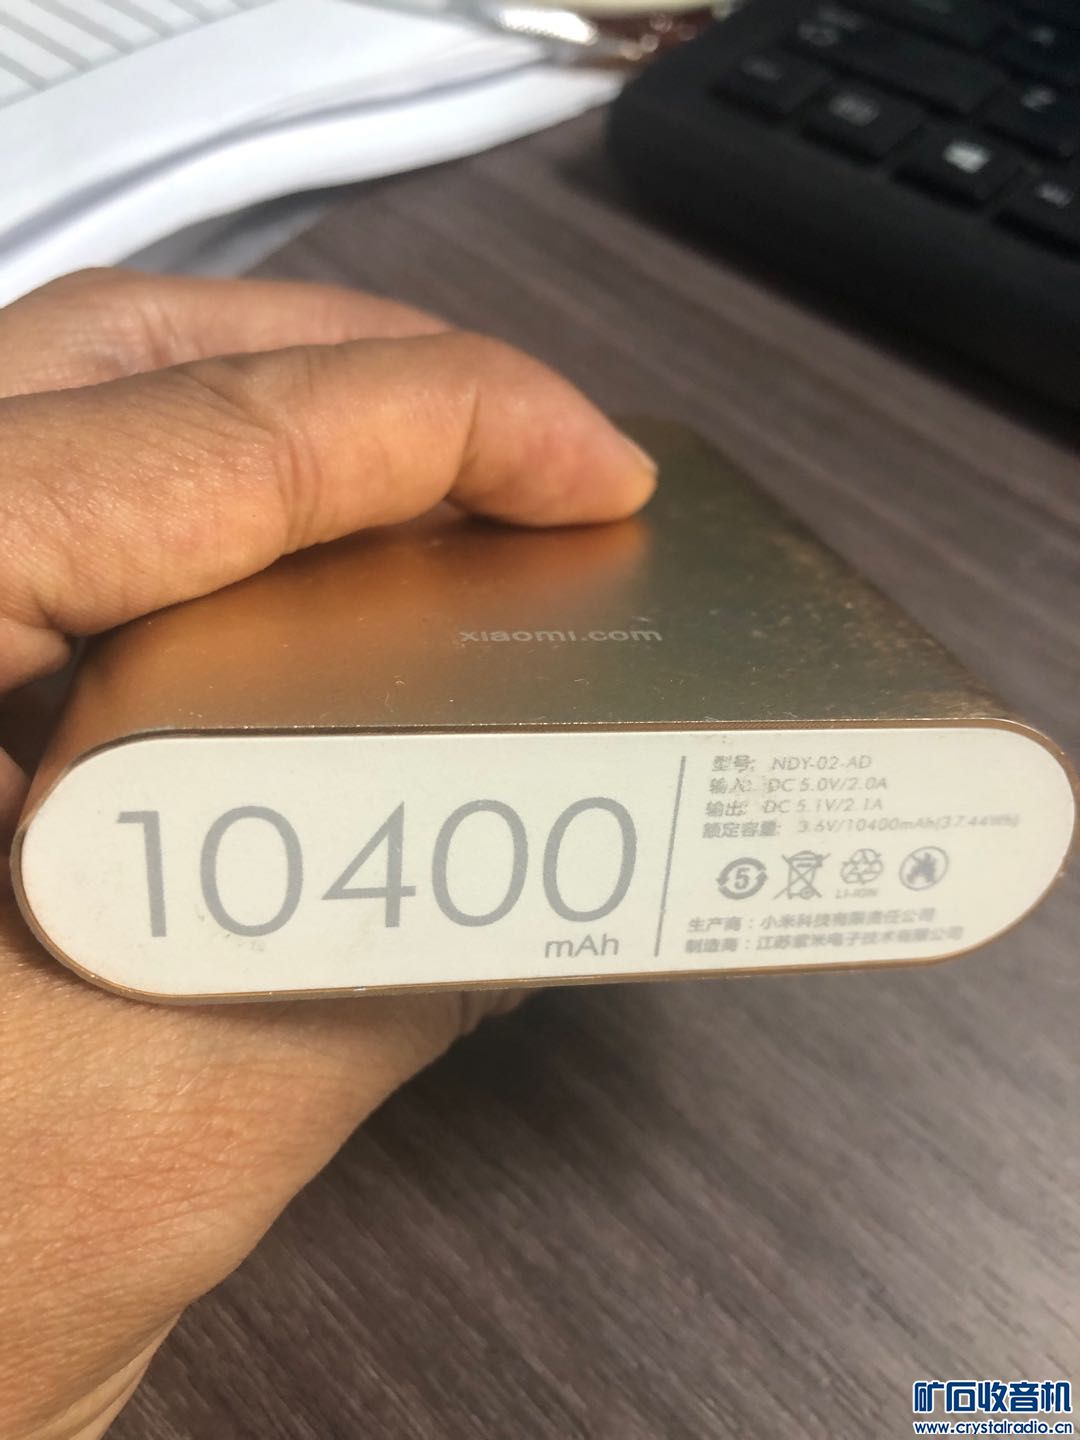 xiaomi.com
10400
mAh
型号: NDY-02-AD
输入: DC 5.0V/2.0A
输出: DC 5.1V/2.1A
额定容量: 3.6V/10400mAh(37.44Wh)
5
LI-ION
生产商：小米科技有限责任公司
制造商：江苏紫米电子技术有限公司
矿石收音机
www.crystalradio.cn